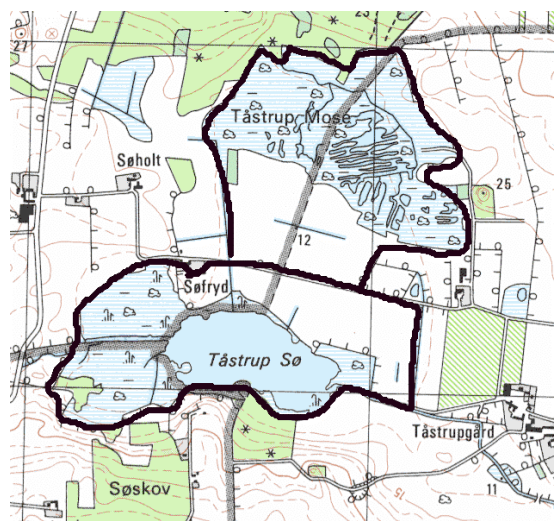 23
27
Tåstrup Mose
Søholt
25
12
Søfryd
Tåstrup Sø
Tåstrupgård
Søskov
15
11